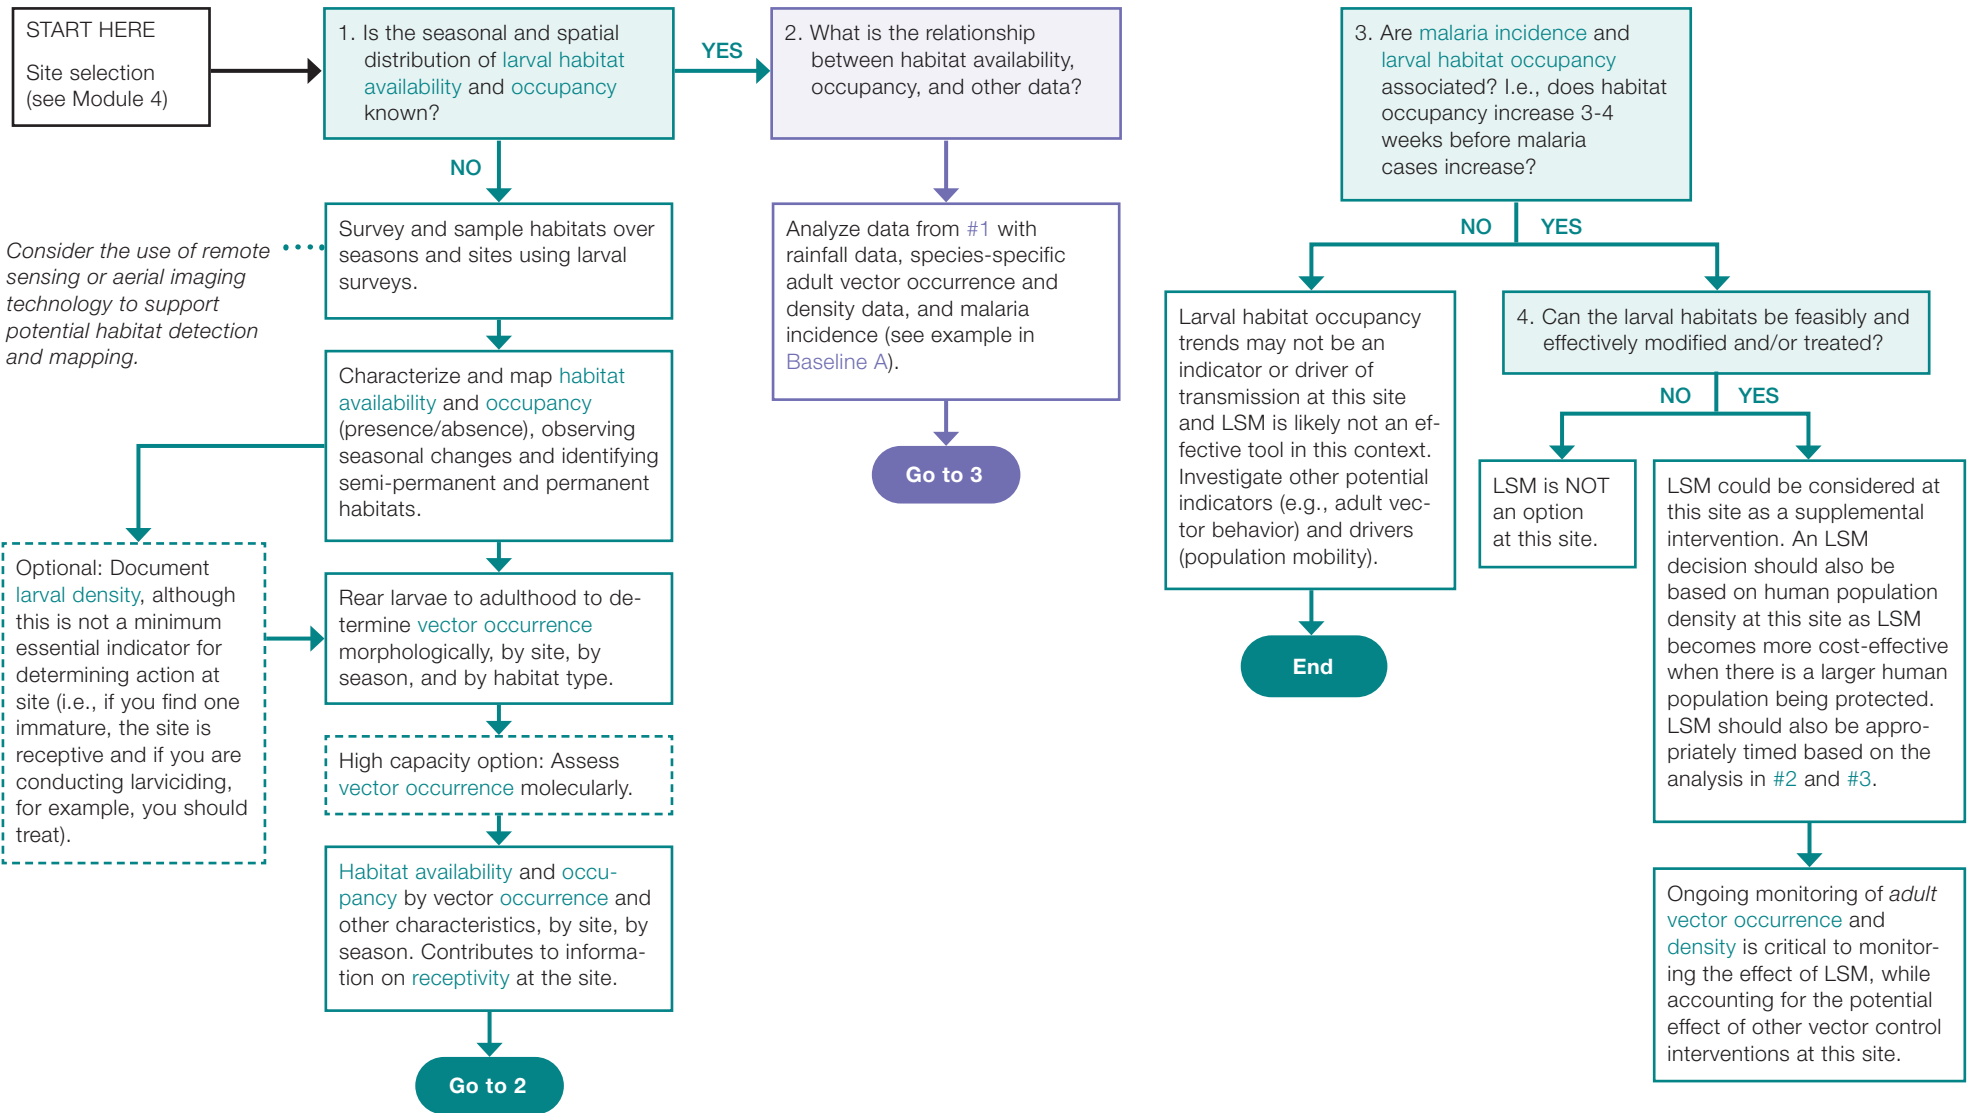 START HERE
Site selection
(see Module 4)
1. Is the seasonal and spatial
distribution of larval habitat
availability and occupancy
known?
YES
NO
2. What is the relationship
between habitat availability,
occupancy, and other data?
Consider the use of remote
sensing or aerial imaging
technology to support
potential habitat detection
and mapping.
Survey and sample habitats over
seasons and sites using larval
surveys.
Characterize and map habitat
availability and occupancy
(presence/absence), observing
seasonal changes and identifying
semi-permanent and permanent
habitats.
Optional: Document
larval density, although
this is not a minimum
essential indicator for
determining action at
site (i.e., if you find one
immature, the site is
receptive and if you are
conducting larviciding,
for example, you should
treat).
Rear larvae to adulthood to de-
termine vector occurrence
morphologically, by site, by
season, and by habitat type.
High capacity option: Assess
vector occurrence molecularly.
Habitat availability and occu-
pancy by vector occurrence and
other characteristics, by site, by
season. Contributes to informa-
tion on receptivity at the site.
Go to 2
Analyze data from #1 with
rainfall data, species-specific
adult vector occurrence and
density data, and malaria
incidence (see example in
Baseline A).
Go to 3
3. Are malaria incidence and
larval habitat occupancy
associated? I.e., does habitat
occupancy increase 3-4
weeks before malaria
cases increase?
NO
YES
Larval habitat occupancy
trends may not be an
indicator or driver of
transmission at this site
and LSM is likely not an ef-
fective tool in this context.
Investigate other potential
indicators (e.g., adult vec-
tor behavior) and drivers
(population mobility).
End
4. Can the larval habitats be feasibly and
effectively modified and/or treated?
NO
YES
LSM is NOT
an option
at this site.
LSM could be considered at
this site as a supplemental
intervention. An LSM
decision should also be
based on human population
density at this site as LSM
becomes more cost-effective
when there is a larger human
population being protected.
LSM should also be appro-
priately timed based on the
analysis in #2 and #3.
Ongoing monitoring of adult
vector occurrence and
density is critical to monitor-
ing the effect of LSM, while
accounting for the potential
effect of other vector control
interventions at this site.